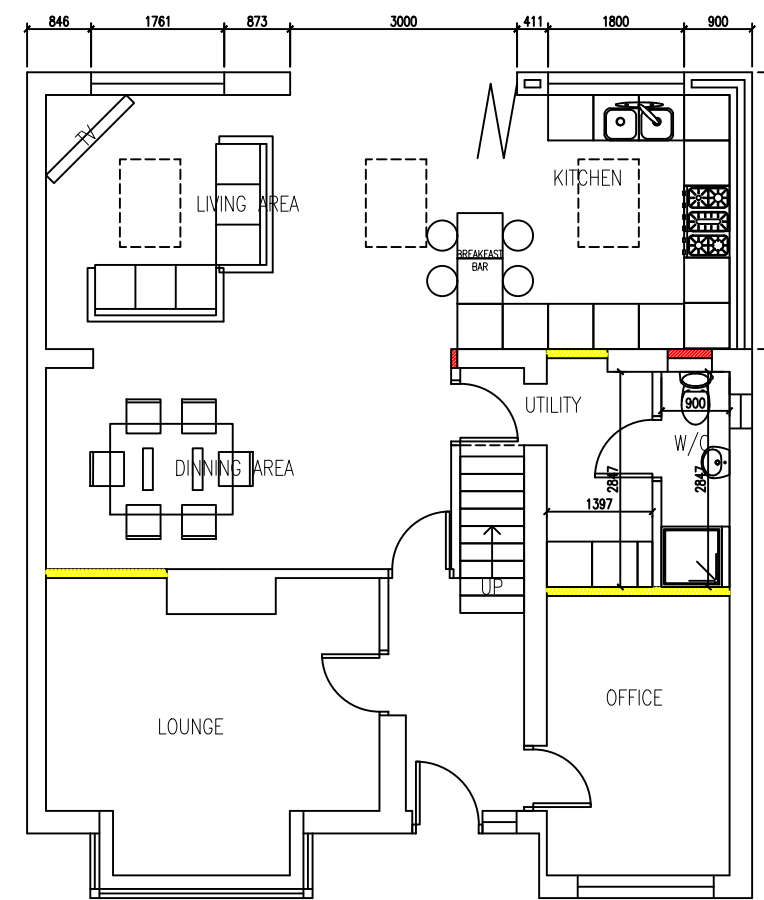 846 1761 873 3000 411 1800 900
TV
KITCHEN
LIVING AREA
BREAKFAST
BAR
UTILITY
900
W/C
DINNING AREA
2847
2847
1397
UP
OFFICE
LOUNGE